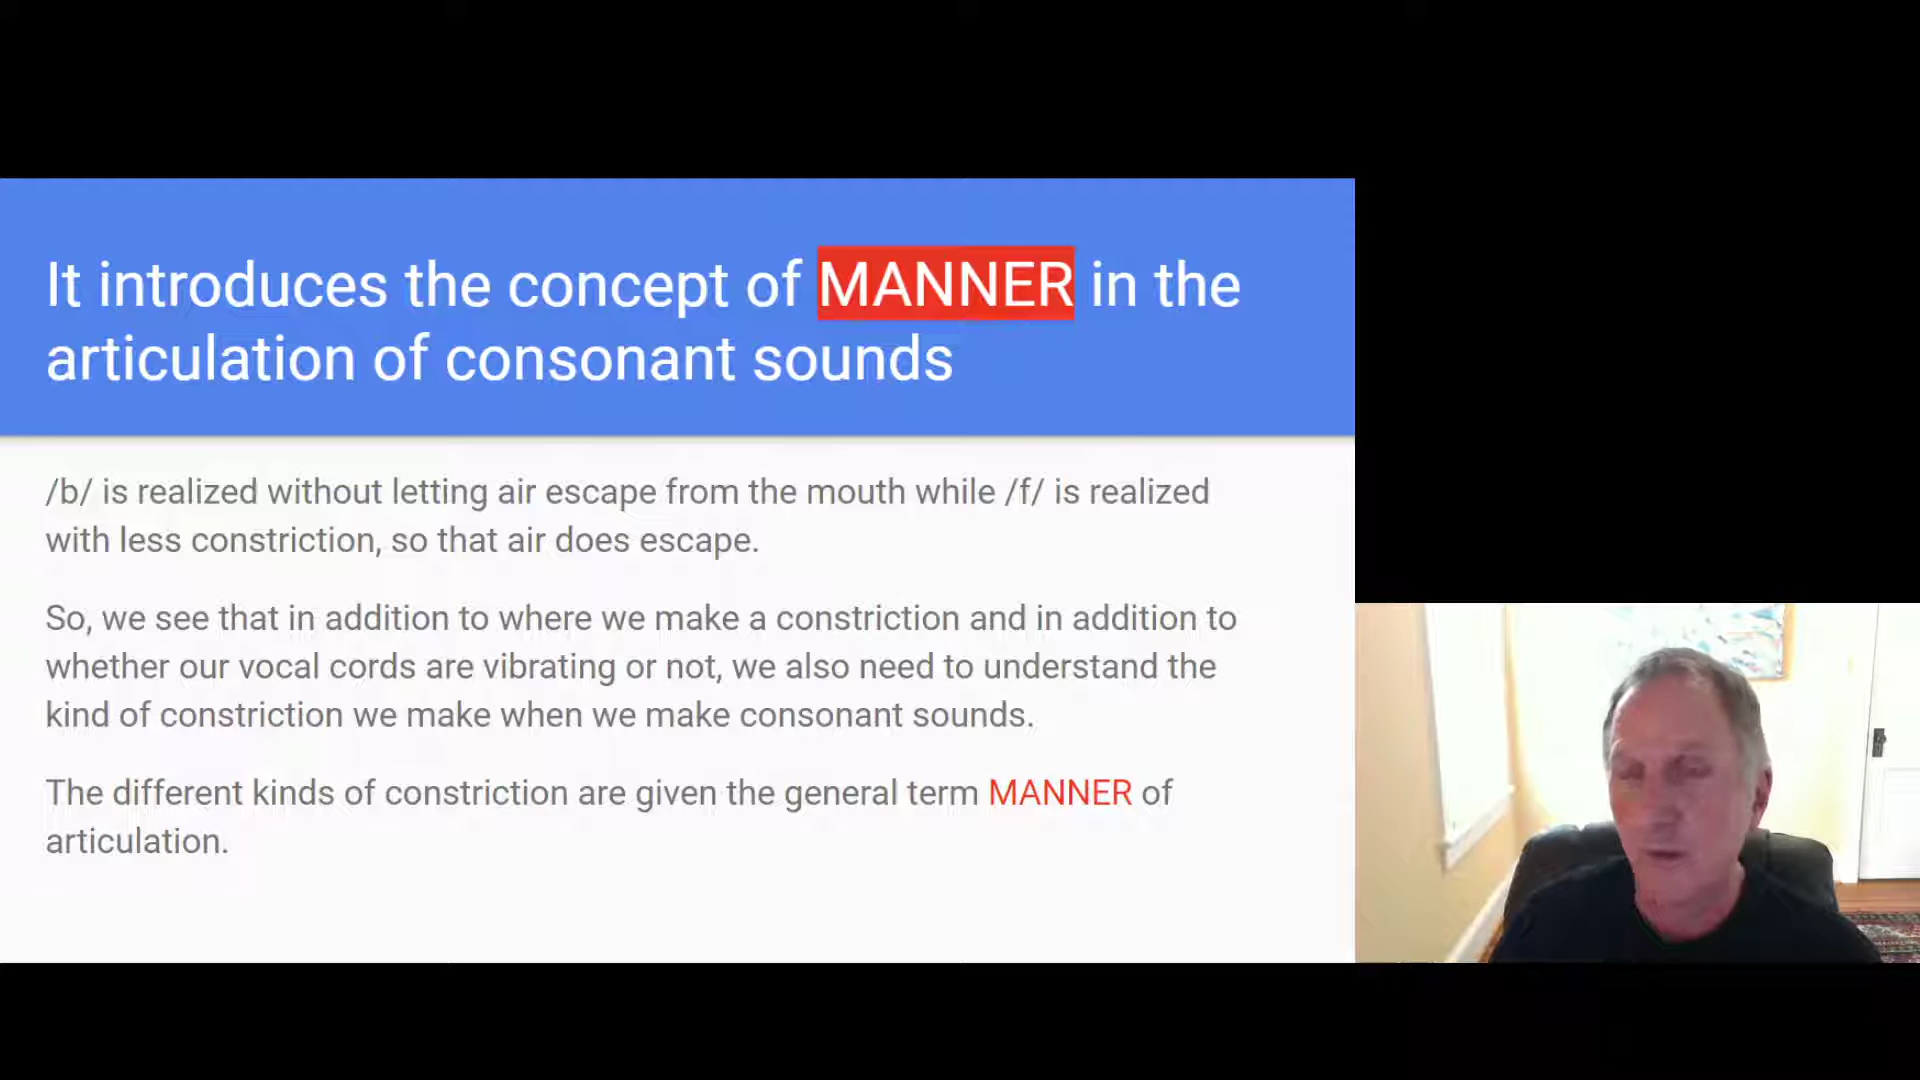 It introduces the concept of MANNER in the
articulation of consonant sounds
/b/ is realized without letting air escape from the mouth while /f/ is realized
with less constriction, so that air does escape.
So, we see that in addition to where we make a constriction and in addition to
whether our vocal cords are vibrating or not, we also need to understand the
kind of constriction we make when we make consonant sounds.
The different kinds of constriction are given the general term MANNER of
articulation.